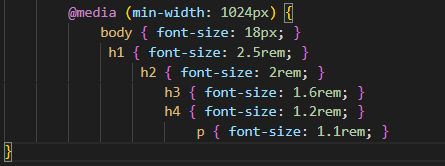 @media (min-width: 1024px) {
body { font-size: 18px; }
h1 { font-size: 2.5rem; }
h2 { font-size: 2rem; }
h3 { font-size: 1.6rem; }
h4 { font-size: 1.2rem; }
p { font-size: 1.1rem; }
}